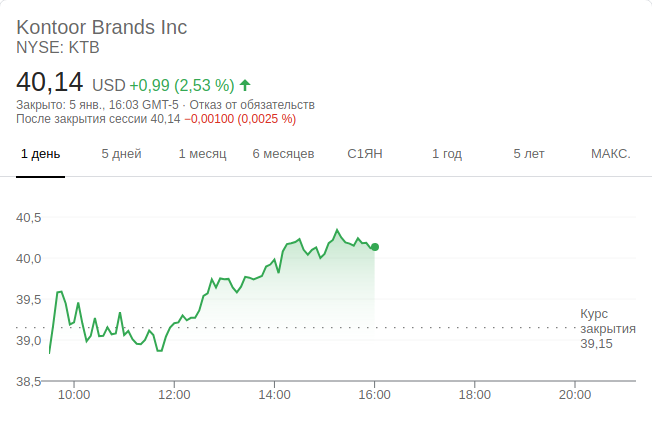 Kontoor Brands Inc
NYSE: KTB
40,14 USD +0,99 (2,53 %)
Закрыто: 5 янв., 16:03 GMT-5 · Отказ от обязательств
После закрытия сессии 40,14 −0,00100 (0,0025 %)
1 день 5 дней 1 месяц 6 месяцев С1ЯН 1 год 5 лет МАКС.
40,5
40,0
39,5
Курс
закрытия
39,15
39,0
38,5
10:00 12:00 14:00 16:00 18:00 20:00